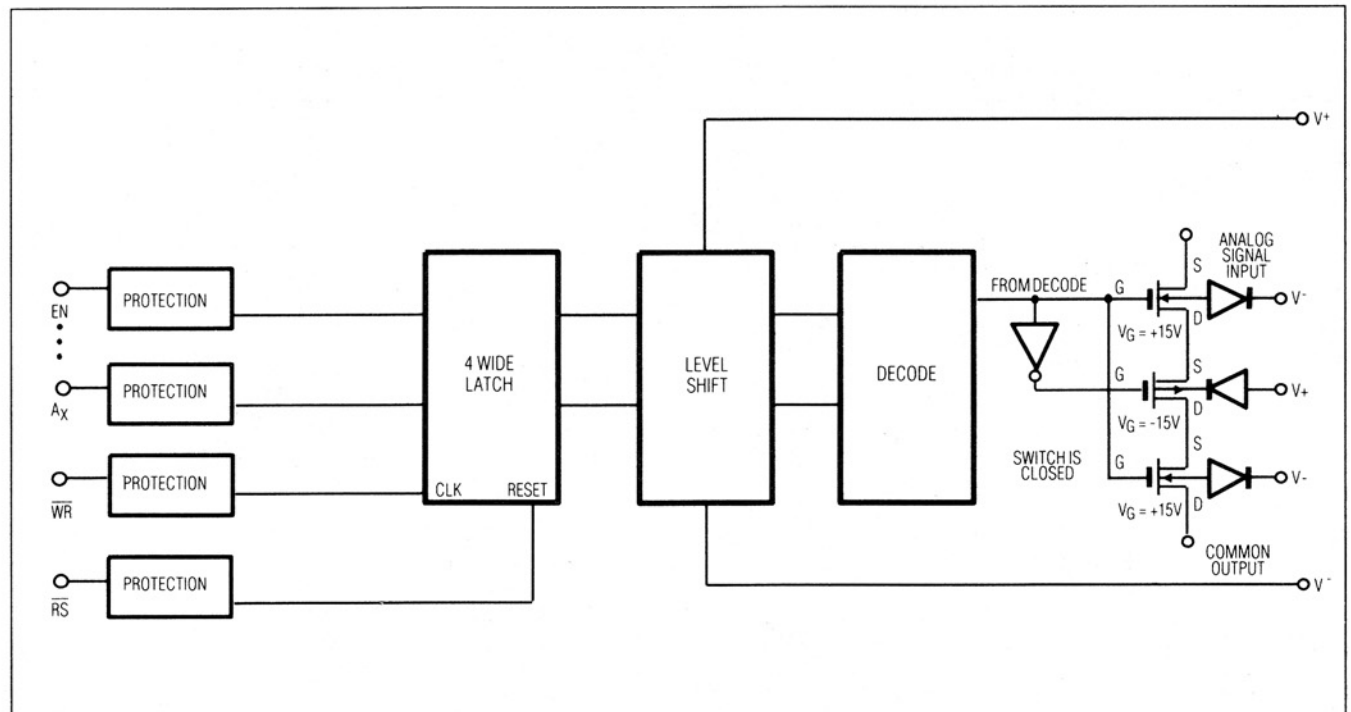 V+
ANALOG
SIGNAL
INPUT
S
FROM DECODE
G
V-
D
VG = +15V
PROTECTION
EN
4 WIDE
LATCH
LEVEL
SHIFT
DECODE
S
PROTECTION
AX
G
V+
D
VG = -15V
SWITCH IS
CLOSED
S
G
V-
D
VG = +15V
PROTECTION
WR
CLK
RESET
COMMON
OUTPUT
PROTECTION
RS
V-